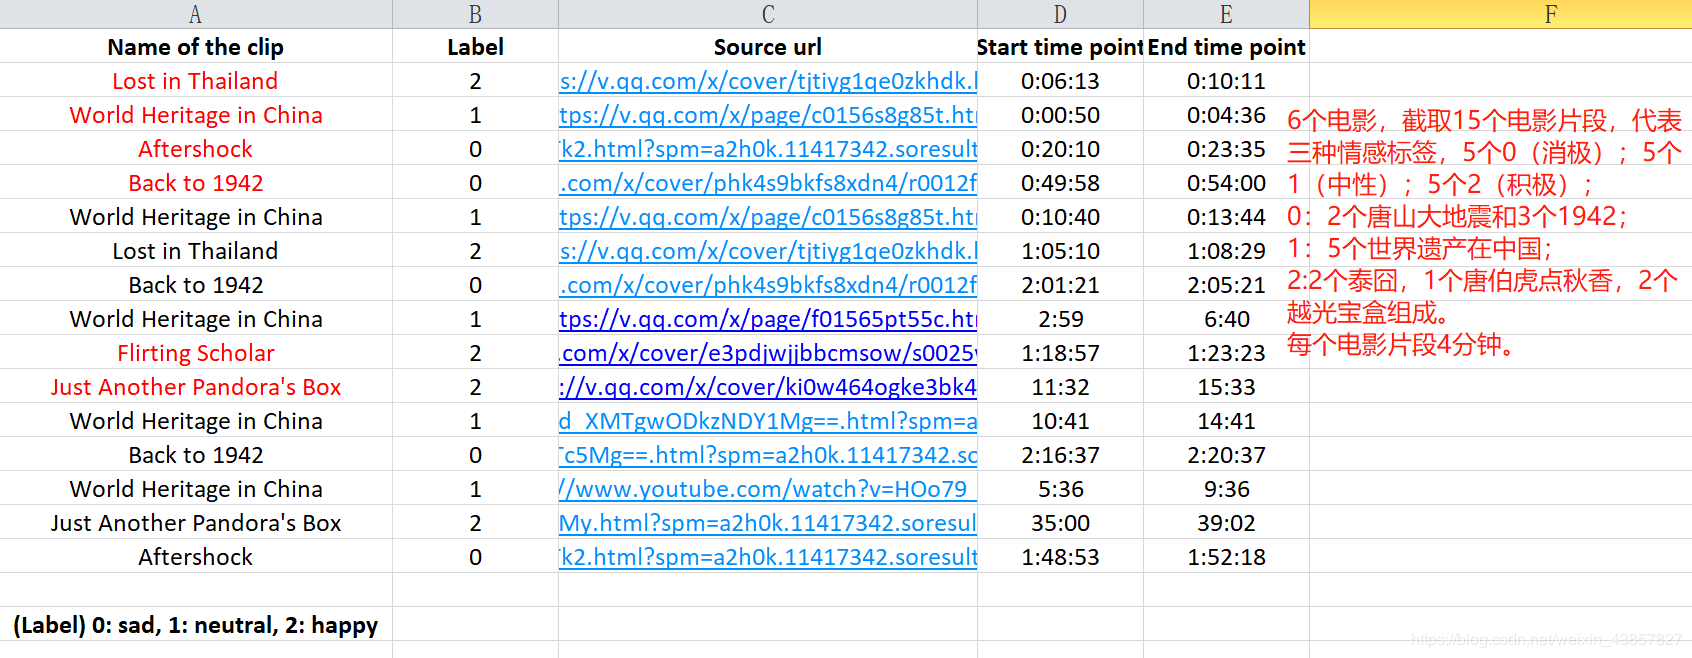 A B C D E F
Name of the clip Label Source url Start time point End time point
Lost in Thailand 2 s://v.qq.com/x/cover/tjtiyg1qe0zkhdk.l 0:06:13 0:10:11
World Heritage in China 1 tps://v.qq.com/x/page/c0156s8g85t.htr 0:00:50 0:04:36
Aftershock 0 k2.html?spm=a2h0k.11417342.soresult 0:20:10 0:23:35
Back to 1942 0 .com/x/cover/phk4s9bkfs8xdn4/r0012f 0:49:58 0:54:00
World Heritage in China 1 tps://v.qq.com/x/page/c0156s8g85t.htr 0:10:40 0:13:44
Lost in Thailand 2 s://v.qq.com/x/cover/tjtiyg1qe0zkhdk.l 1:05:10 1:08:29
Back to 1942 0 .com/x/cover/phk4s9bkfs8xdn4/r0012f 2:01:21 2:05:21
World Heritage in China 1 tps://v.qq.com/x/page/f01565pt55c.htr 2:59 6:40
Flirting Scholar 2 .com/x/cover/e3pdjwjjbbcmsow/s0025v 1:18:57 1:23:23
Just Another Pandora's Box 2 ://v.qq.com/x/cover/ki0w464ogke3bk4 11:32 15:33
World Heritage in China 1 d_XMTgwODkzNDY1Mg==.html?spm=a 10:41 14:41
Back to 1942 0 Tc5Mg==.html?spm=a2h0k.11417342.so 2:16:37 2:20:37
World Heritage in China 1 //www.youtube.com/watch?v=HOo79_ 5:36 9:36
Just Another Pandora's Box 2 My.html?spm=a2h0k.11417342.soresul 35:00 39:02
Aftershock 0 k2.html?spm=a2h0k.11417342.soresult 1:48:53 1:52:18
(Label) 0: sad, 1: neutral, 2: happy
6个电影，截取15个电影片段，代表
三种情感标签，5个0（消极）；5个
1（中性）；5个2（积极）；
0：2个唐山大地震和3个1942；
1：5个世界遗产在中国；
2:2个泰囧，1个唐伯虎点秋香，2个
越光宝盒组成。
每个电影片段4分钟。
https://blog.csdn.net/weixin_43857827